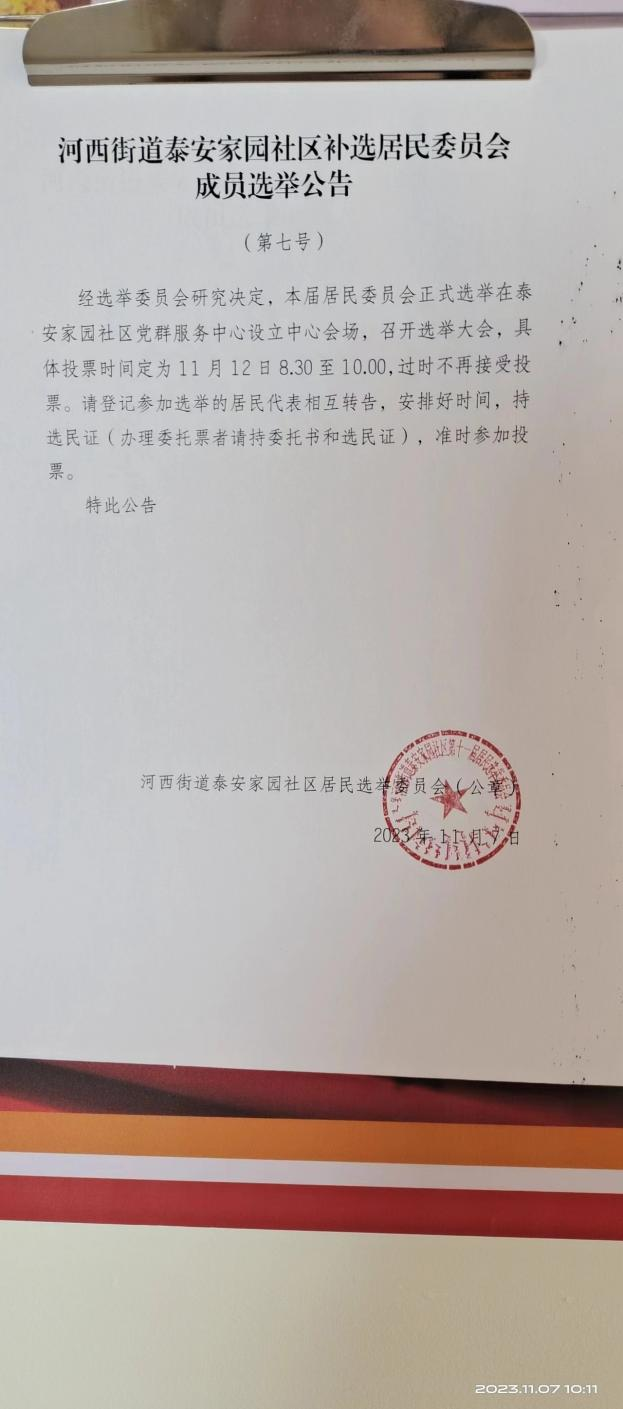 河西街道泰安家园社区补选居民委员会
成员选举公告
（第七号）
经选举委员会研究决定，本届居民委员会正式选举在泰
安家园社区党群服务中心设立中心会场，召开选举大会，具
体投票时间定为11月12日8.30至10.00,过时不再接受投
票。请登记参加选举的居民代表相互转告，安排好时间，持
选民证（办理委托票者请持委托书和选民证），准时参加投
票。
特此公告
河西街道泰安家园社区居民选举委员会（公章）
2023年11月7日
2023.11.07 10:11